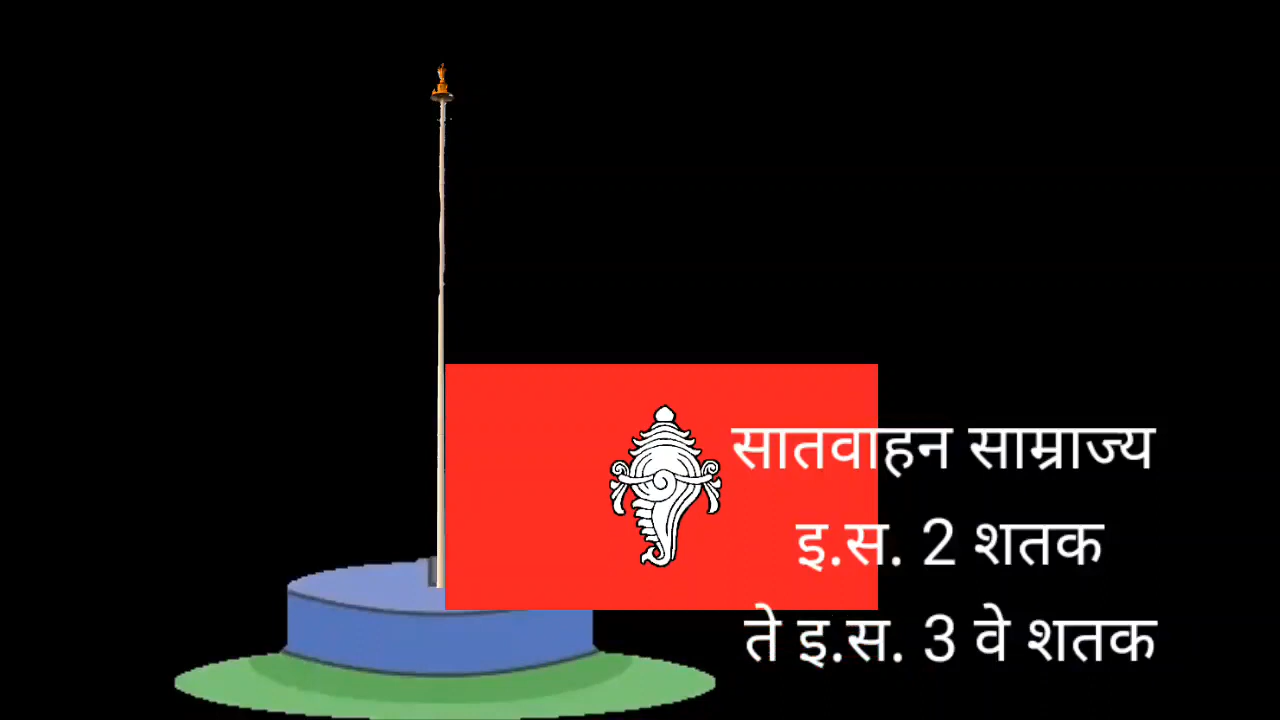 सातवाहन साम्राज्य
इ.स. 2 शतक
ते इ.स. 3 वे शतक